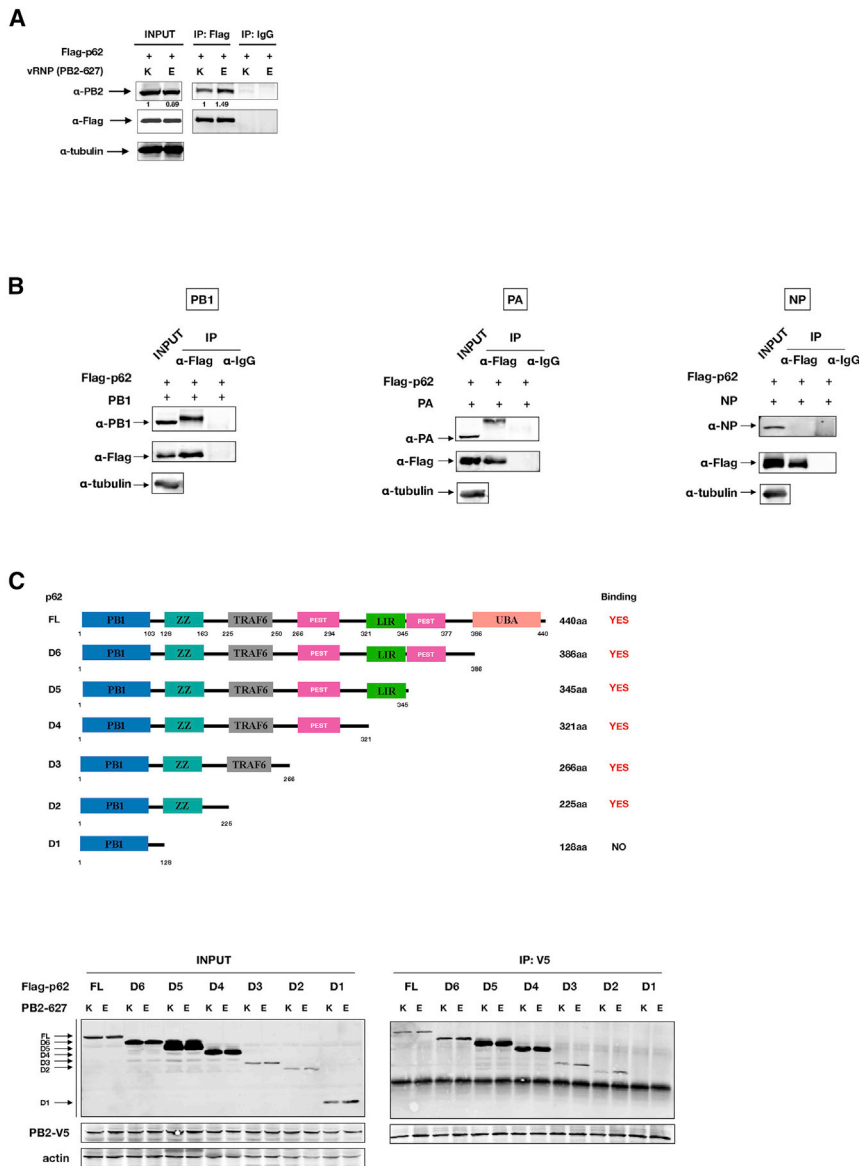 A
INPUT IP: Flag IP: IgG
Flag-p62 + + + + + +
vRNP (PB2-627) K E K E K E
α-PB2
1 0.89 1 1.49
α-Flag
α-tubulin
B
PB1
INPUT IP
α-Flag α-IgG
Flag-p62 + + +
PB1 + + +
α-PB1
α-Flag
α-tubulin
PA
INPUT IP
α-Flag α-IgG
Flag-p62 + + +
PA + + +
α-PA
α-Flag
α-tubulin
NP
INPUT IP
α-Flag α-IgG
Flag-p62 + + +
NP + + +
α-NP
α-Flag
α-tubulin
C
p62 Binding
FL PB1 ZZ TRAF6 PEST LIR PEST UBA 440aa YES
1 103 128 163 225 250 266 294 321 345 377 386 440
D6 PB1 ZZ TRAF6 PEST LIR PEST 386aa YES
1 386
D5 PB1 ZZ TRAF6 PEST LIR 345aa YES
1 345
D4 PB1 ZZ TRAF6 PEST 321aa YES
1 321
D3 PB1 ZZ TRAF6 266aa YES
1 266
D2 PB1 ZZ 225aa YES
1 225
D1 PB1 128aa NO
1 128
INPUT
Flag-p62 FL D6 D5 D4 D3 D2 D1
PB2-627 K E K E K E K E K E K E K E
FL
D6
D5
D4
D3
D2
D1
PB2-V5
actin
IP: V5
FL D6 D5 D4 D3 D2 D1
K E K E K E K E K E K E K E